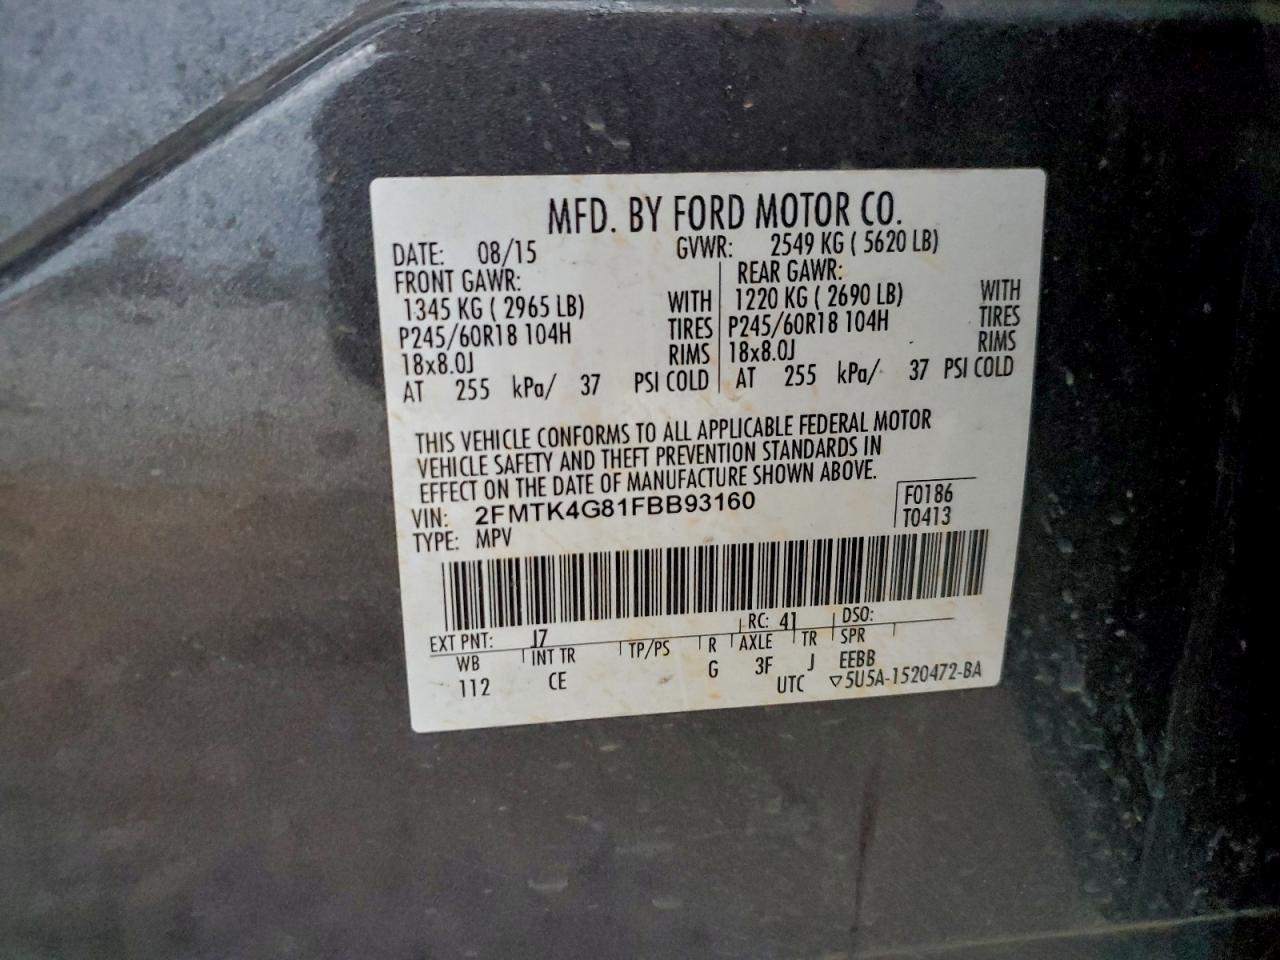 MFD. BY FORD MOTOR CO.
DATE: 08/15 GVWR: 2549 KG ( 5620 LB)
FRONT GAWR: REAR GAWR:
1345 KG ( 2965 LB) WITH 1220 KG ( 2690 LB) WITH
P245/60R18 104H TIRES P245/60R18 104H TIRES
18x8.0J RIMS 18x8.0J RIMS
AT 255 kPa/ 37 PSI COLD AT 255 kPa/ 37 PSI COLD
THIS VEHICLE CONFORMS TO ALL APPLICABLE FEDERAL MOTOR
VEHICLE SAFETY AND THEFT PREVENTION STANDARDS IN
EFFECT ON THE DATE OF MANUFACTURE SHOWN ABOVE.
VIN: 2FMTK4G81FBB93160 F0186
TYPE: MPV T0413
EXT PNT: J7 RC: 41 DSO:
WB INT TR TP/PS R AXLE TR SPR
112 CE G 3F J EEBB
UTC ▽5U5A-1520472-BA